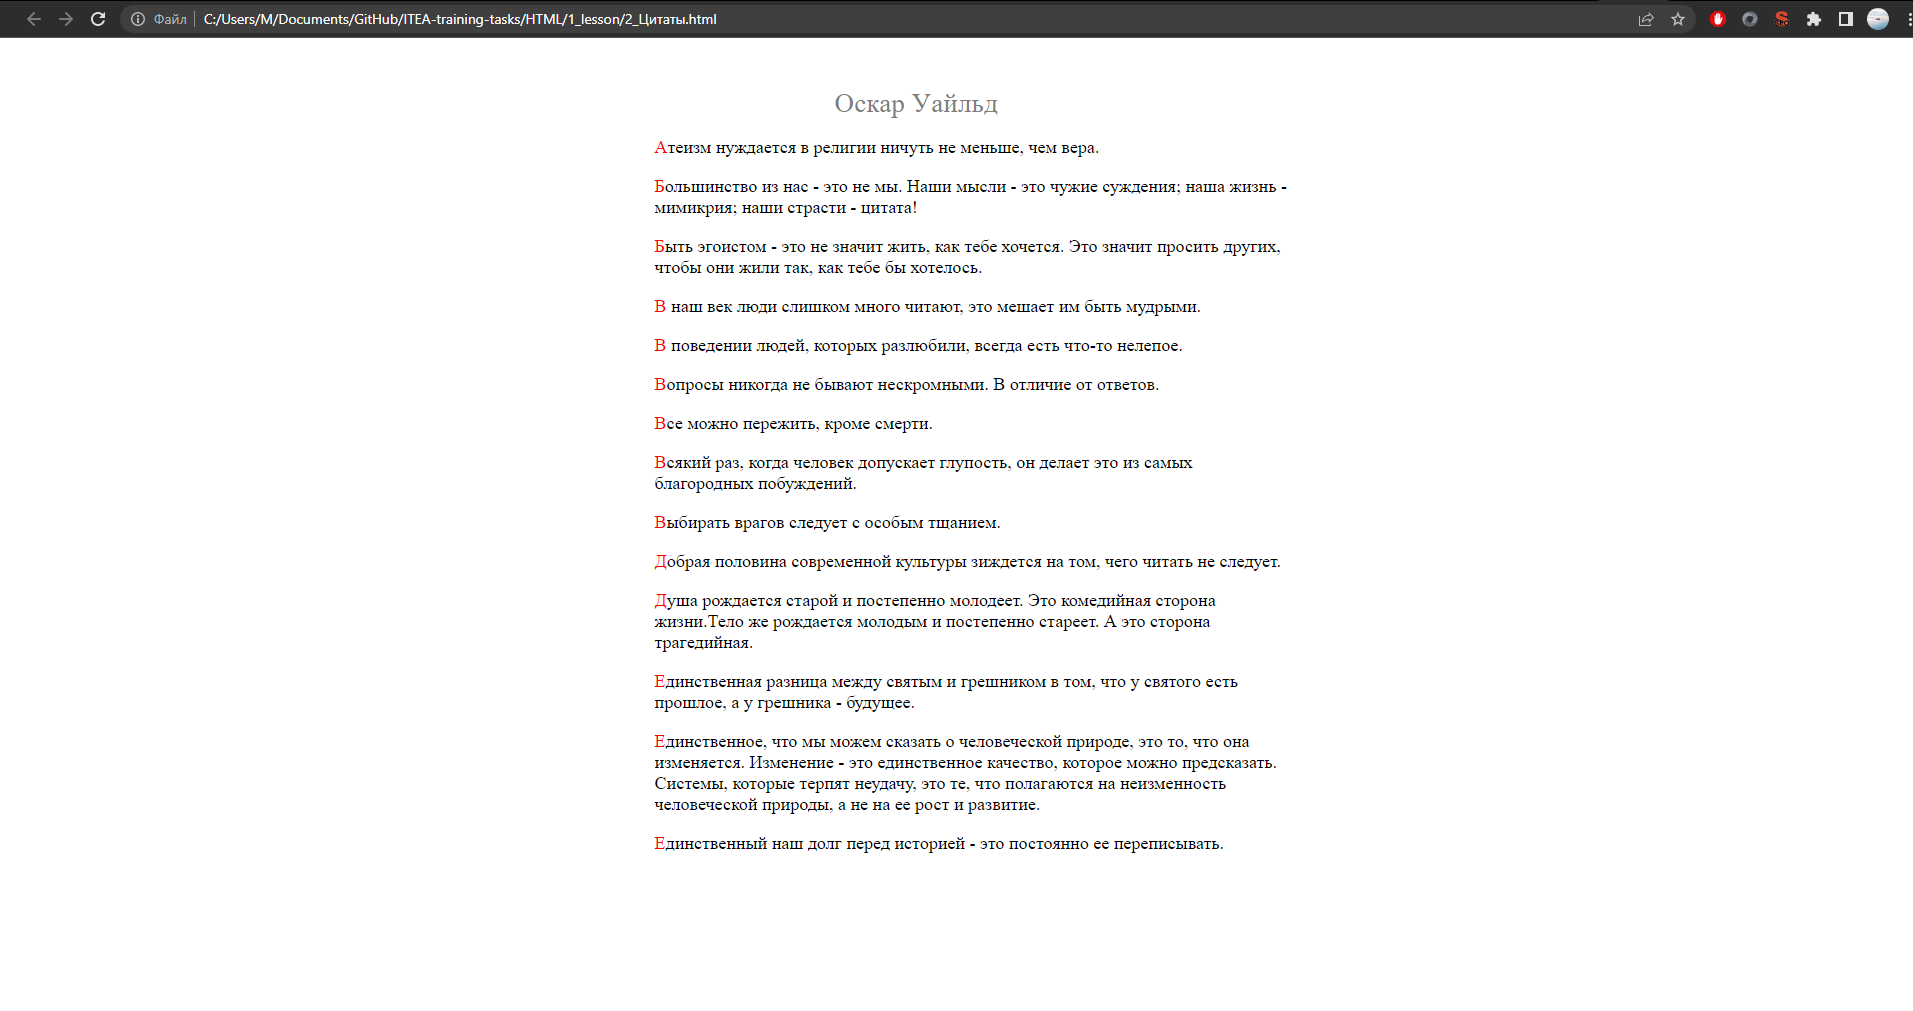 Файл C:/Users/M/Documents/GitHub/ITEA-training-tasks/HTML/1_lesson/2_Цитаты.html
Оскар Уайльд
Атеизм нуждается в религии ничуть не меньше, чем вера.
Большинство из нас - это не мы. Наши мысли - это чужие суждения; наша жизнь -
мимикрия; наши страсти - цитата!
Быть эгоистом - это не значит жить, как тебе хочется. Это значит просить других,
чтобы они жили так, как тебе бы хотелось.
В наш век люди слишком много читают, это мешает им быть мудрыми.
В поведении людей, которых разлюбили, всегда есть что-то нелепое.
Вопросы никогда не бывают нескромными. В отличие от ответов.
Все можно пережить, кроме смерти.
Всякий раз, когда человек допускает глупость, он делает это из самых
благородных побуждений.
Выбирать врагов следует с особым тщанием.
Добрая половина современной культуры зиждется на том, чего читать не следует.
Душа рождается старой и постепенно молодеет. Это комедийная сторона
жизни.Тело же рождается молодым и постепенно стареет. А это сторона
трагедийная.
Единственная разница между святым и грешником в том, что у святого есть
прошлое, а у грешника - будущее.
Единственное, что мы можем сказать о человеческой природе, это то, что она
изменяется. Изменение - это единственное качество, которое можно предсказать.
Системы, которые терпят неудачу, это те, что полагаются на неизменность
человеческой природы, а не на ее рост и развитие.
Единственный наш долг перед историей - это постоянно ее переписывать.